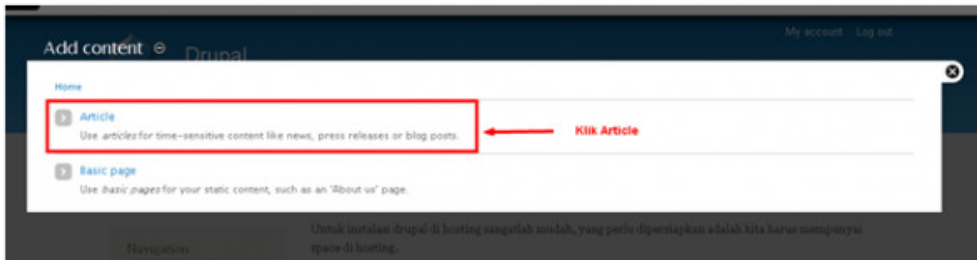 My account Log out
Add content
Drupal
Home
Article
Use articles for time-sensitive content like news, press releases or blog posts.
Klik Article
Basic page
Use basic pages for your static content, such as an 'About us' page.
Untuk instalasi drupal di hosting sangatlah mudah, yang perlu dipersiapkan adalah kita harus mempunyai
Navigation
space di hosting.